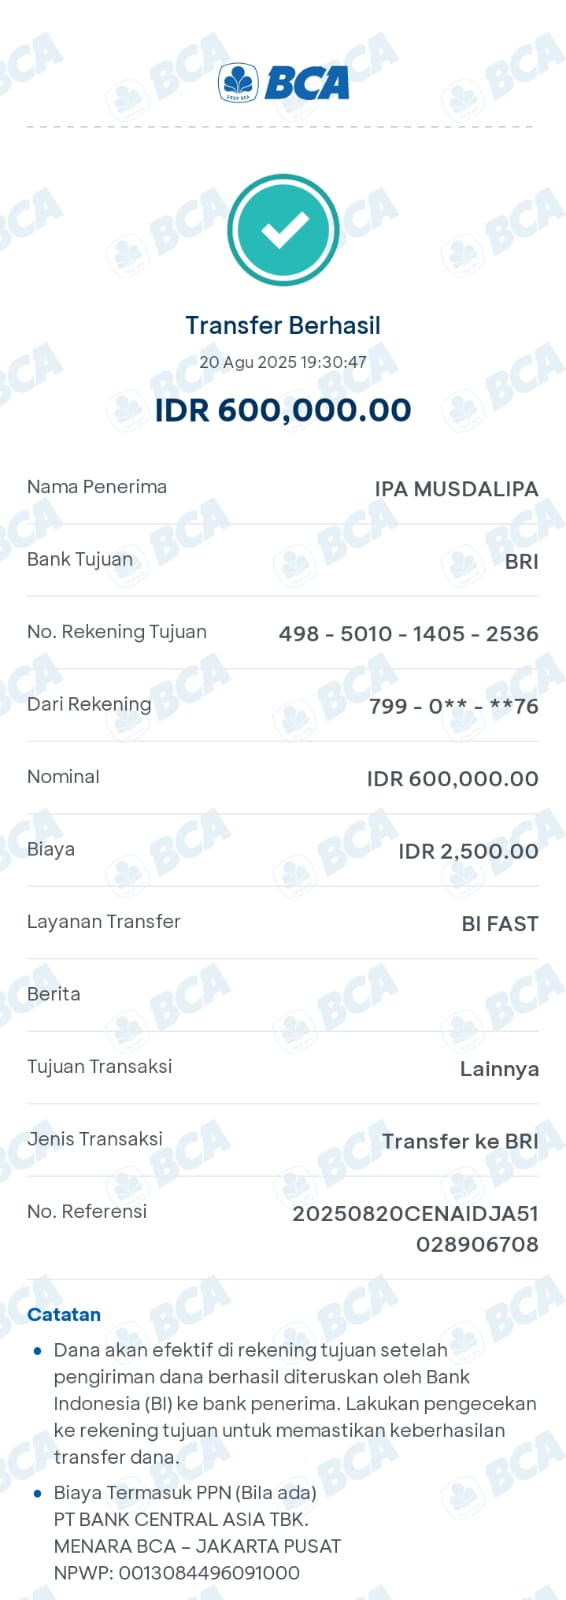 BCA
Transfer Berhasil
20 Agu 2025 19:30:47
IDR 600,000.00
Nama Penerima IPA MUSDALIPA
Bank Tujuan BRI
No. Rekening Tujuan 498 - 5010 - 1405 - 2536
Dari Rekening 799 - 0** - **76
Nominal IDR 600,000.00
Biaya IDR 2,500.00
Layanan Transfer BI FAST
Berita
Tujuan Transaksi Lainnya
Jenis Transaksi Transfer ke BRI
No. Referensi 20250820CENAIDJA51
028906708
Catatan
• Dana akan efektif di rekening tujuan setelah
pengiriman dana berhasil diteruskan oleh Bank
Indonesia (BI) ke bank penerima. Lakukan pengecekan
ke rekening tujuan untuk memastikan keberhasilan
transfer dana.
• Biaya Termasuk PPN (Bila ada)
PT BANK CENTRAL ASIA TBK.
MENARA BCA – JAKARTA PUSAT
NPWP: 0013084496091000